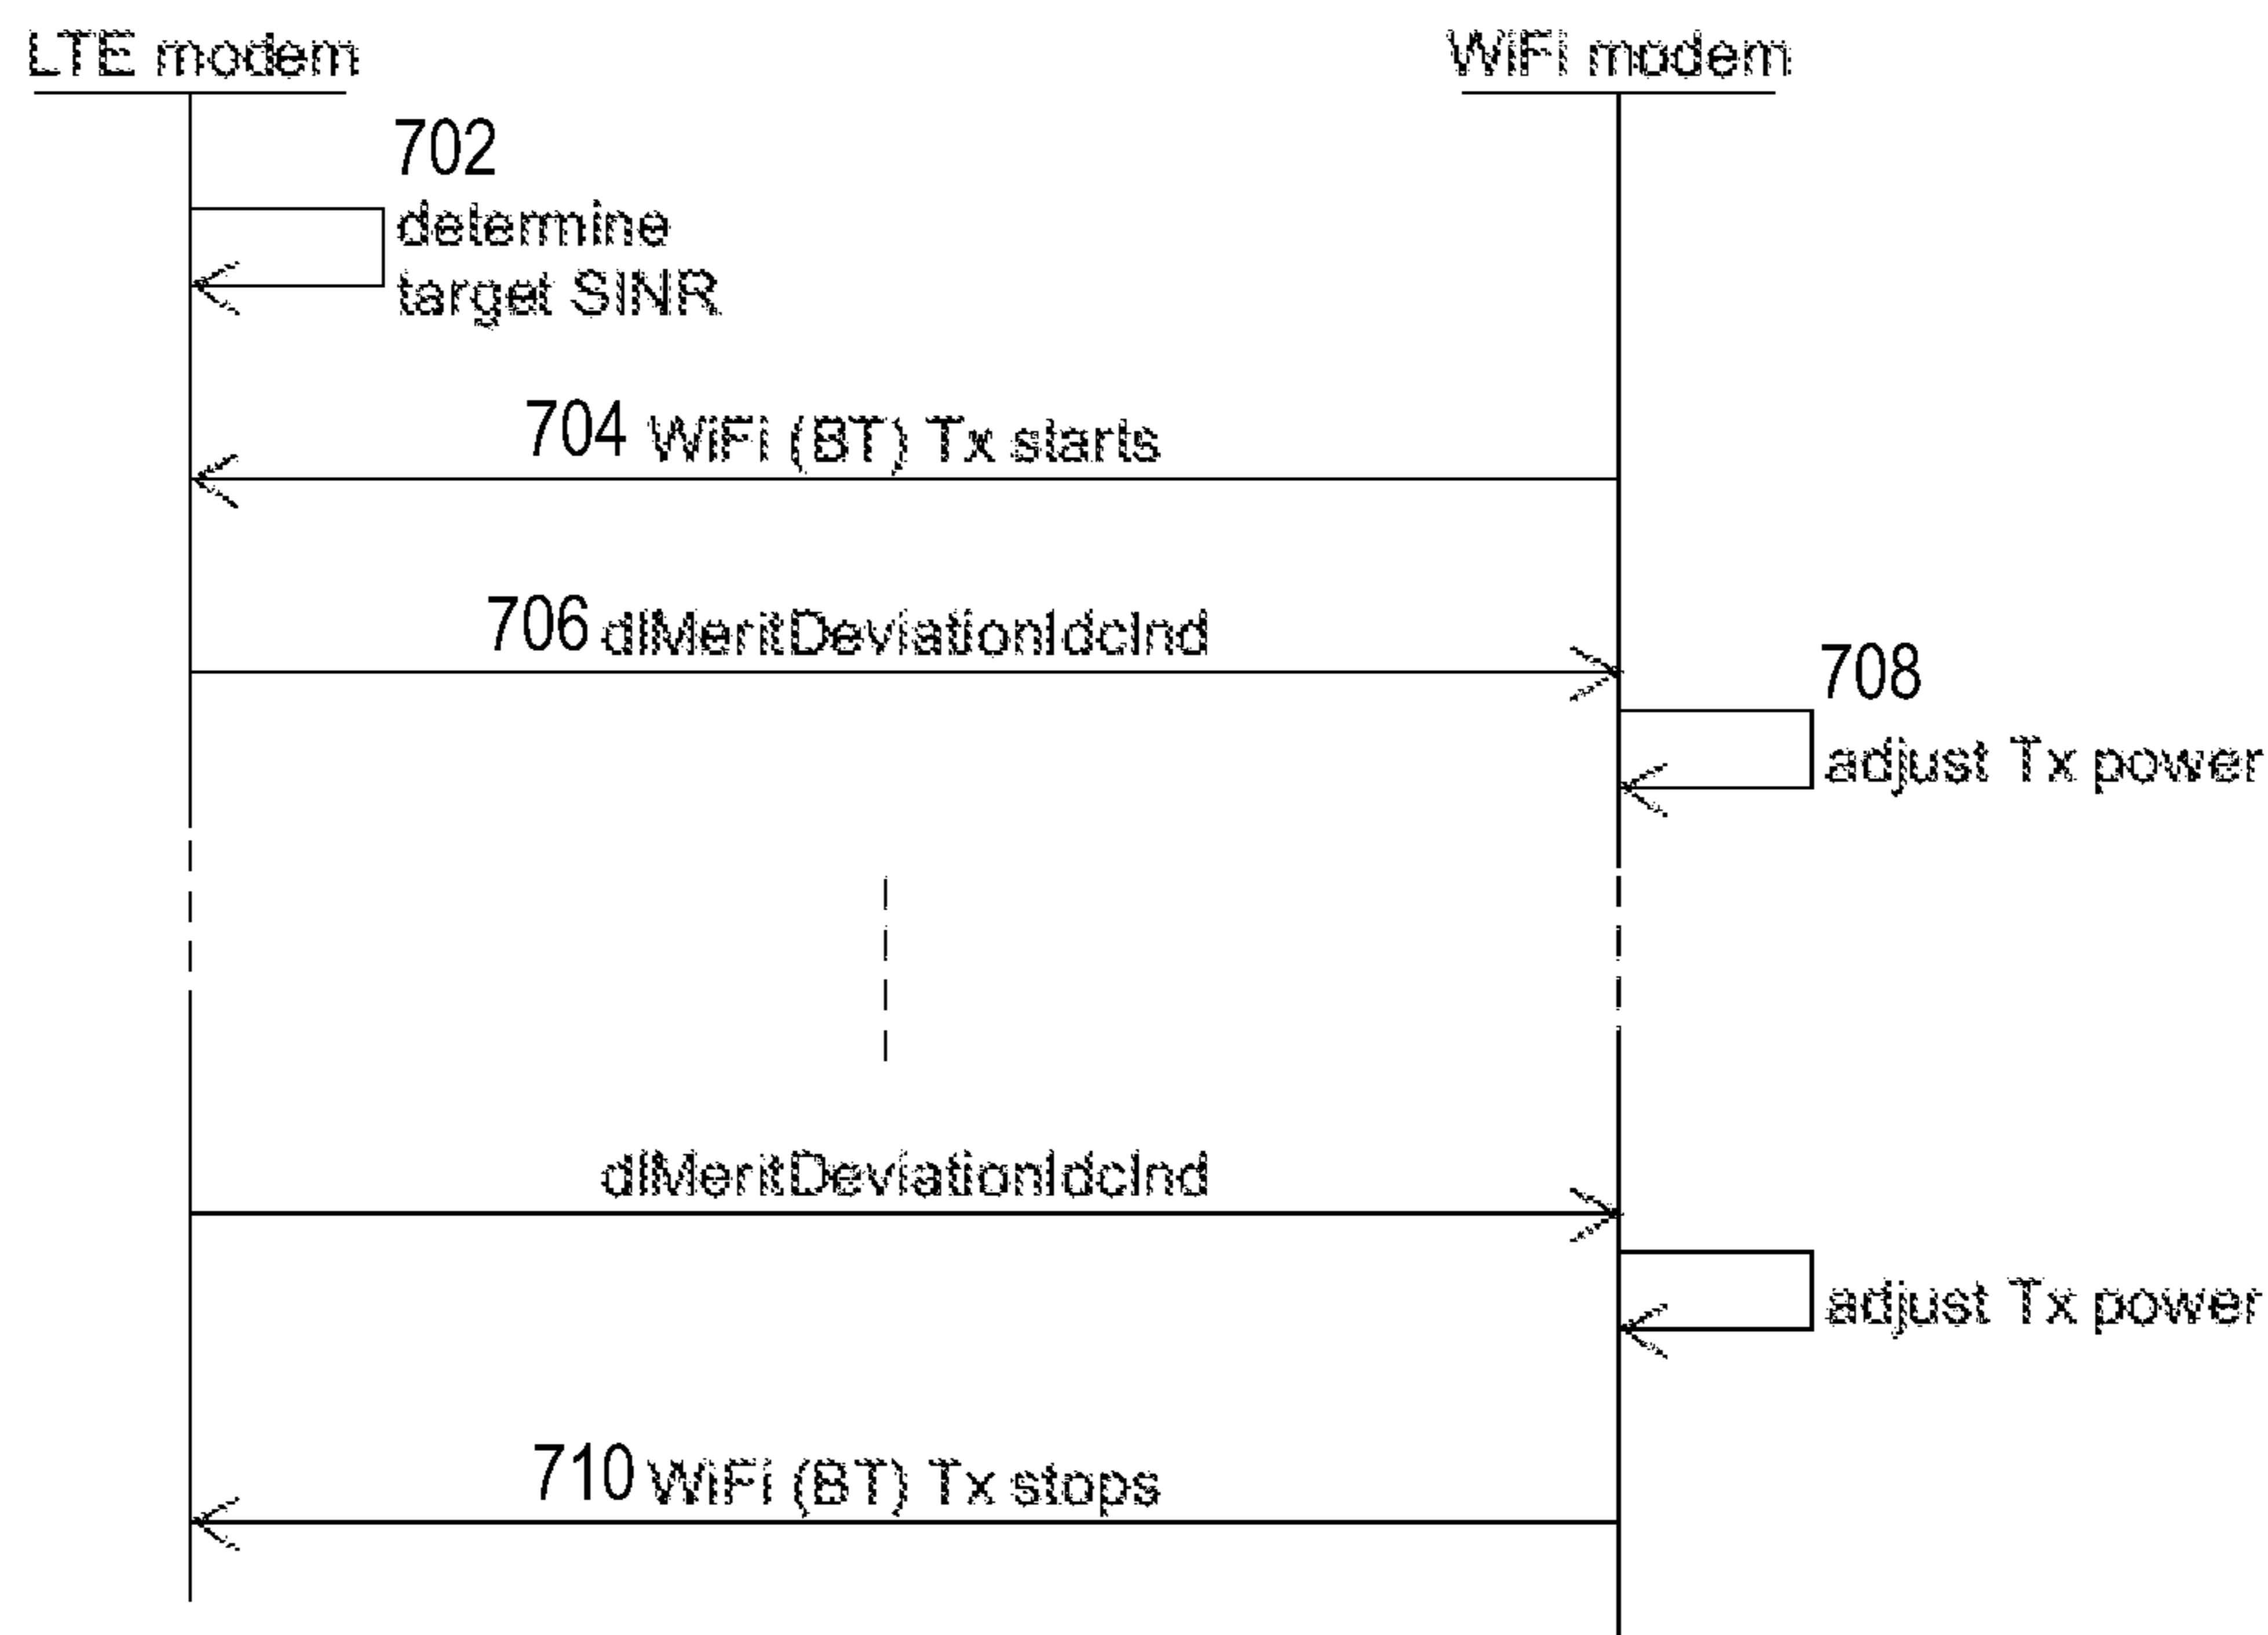 LTE modem
WiFi modem
702
determine
target SINR
704 WiFi (BT) Tx starts
706 dlMeritDeviationIdcInd
708
adjust Tx power
dlMeritDeviationIdcInd
adjust Tx power
710 WiFi (BT) Tx stops